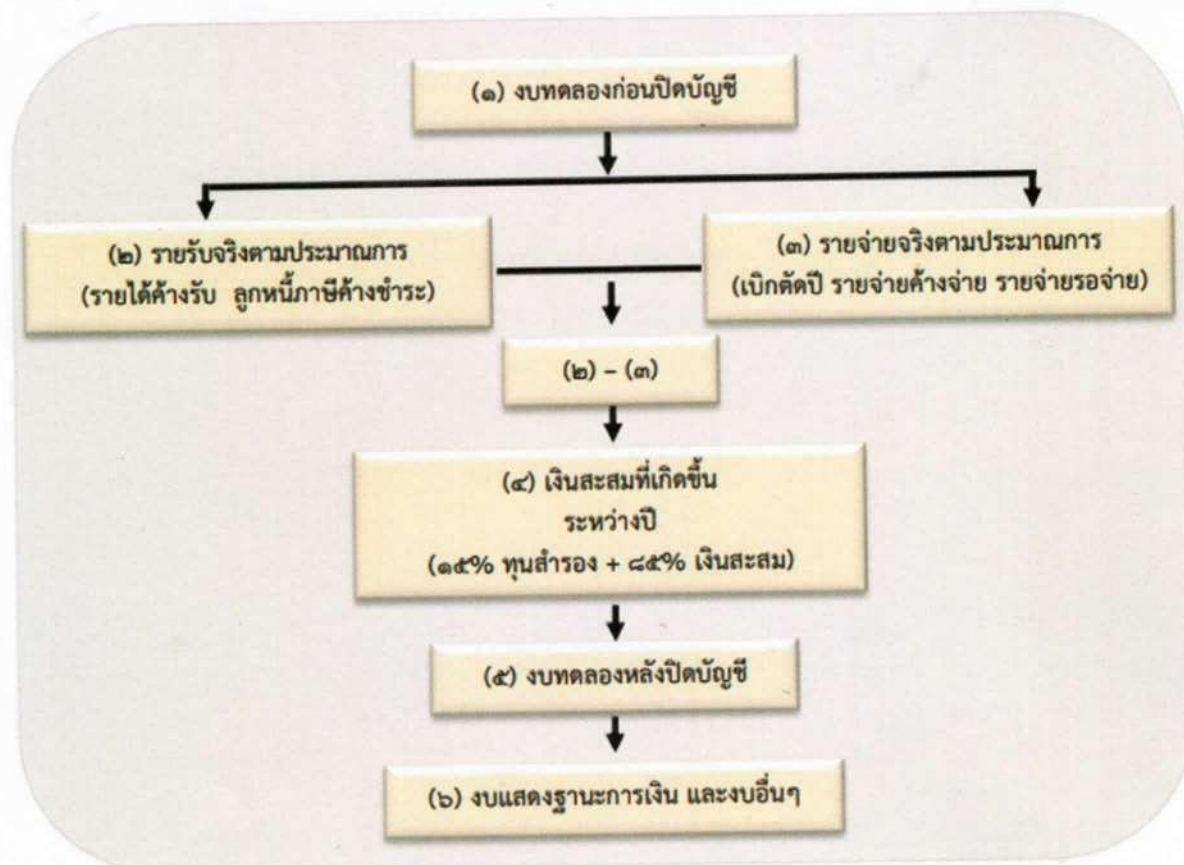 (๑) งบทดลองก่อนปิดบัญชี
(๒) รายรับจริงตามประมาณการ
(รายได้ค้างรับ ลูกหนี้ภาษีค้างชำระ)
(๓) รายจ่ายจริงตามประมาณการ
(เบิกตัดปี รายจ่ายค้างจ่าย รายจ่ายรอจ่าย)
(๒) – (๓)
(๔) เงินสะสมที่เกิดขึ้น
ระหว่างปี
(๑๕% ทุนสำรอง + ๘๕% เงินสะสม)
(๕) งบทดลองหลังปิดบัญชี
(๖) งบแสดงฐานะการเงิน และงบอื่นๆ